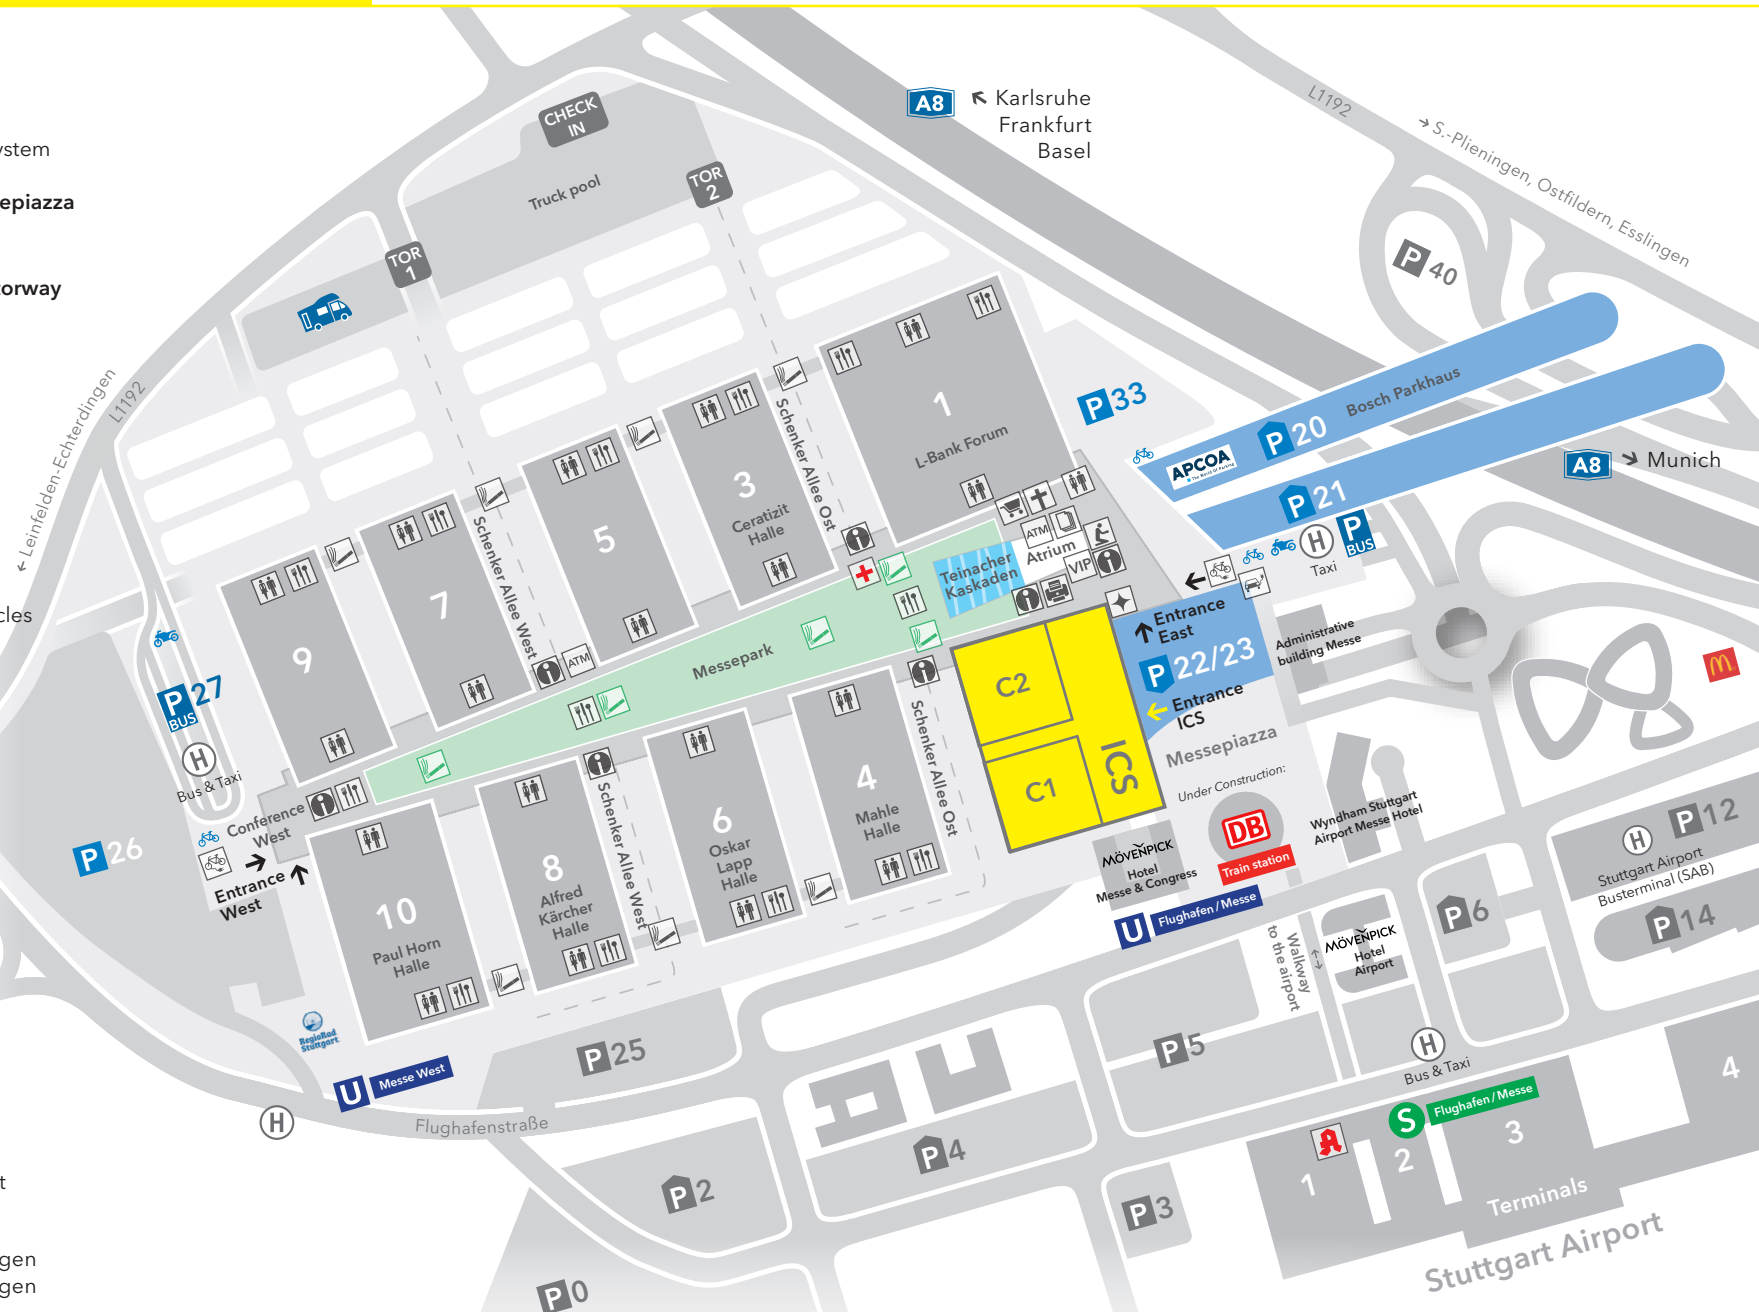 A8
Karlsruhe
Frankfurt
Basel
L1192
S.-Plieningen, Ostfildern, Esslingen
ystem
epiazza
torway
CHECK
IN
Truck pool
TOR
2
TOR
1
P 40
Leinfelden-Echterdingen
L1192
P 33
Bosch Parkhaus
P 20
APCOA
P 21
A8
Munich
H
Taxi
P
BUS
1
L-Bank Forum
3
Ceratizit
Halle
5
7
9
Schenker Allee Ost
Schenker Allee West
ATM
ATM
Atrium
VIP
Teinacher
Kaskaden
Messepark
Entrance
East
P 22/23
Entrance
ICS
Administrative
building Messe
Messepiazza
C2
C1
ICS
Under Construction:
DB
Train station
Wyndham Stuttgart
Airport Messe Hotel
MÖVENPICK
Hotel
Messe & Congress
U
Flughafen / Messe
cles
P 27
BUS
H
Bus & Taxi
P 26
Conference
West
Entrance
West
10
Paul Horn
Halle
8
Alfred
Kärcher
Halle
6
Oskar
Lapp
Halle
4
Mahle
Halle
Schenker Allee West
Schenker Allee Ost
P 12
H
Stuttgart Airport
Busterminal (SAB)
P 14
P 6
MÖVENPICK
Hotel
Airport
Walkway
to the airport
RegioRad
Stuttgart
U
Messe West
P 25
H
Flughafenstraße
P 5
H
Bus & Taxi
S
Flughafen / Messe
P 4
P 2
P 3
P 0
1
2
3
4
Terminals
Stuttgart Airport
t
gen
gen